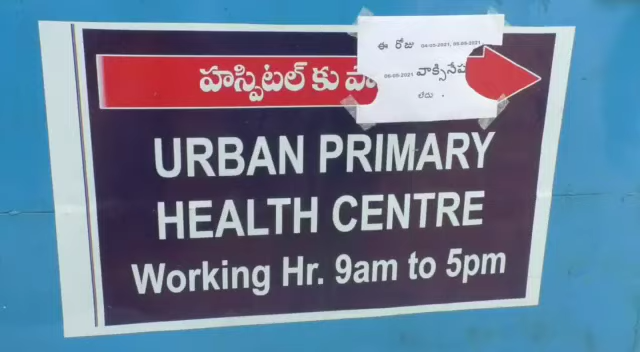 ఈ రోజు 04-05-2021, 05-05-2021
06-05-2021 వాక్సినేష
లేదు .
హాస్పిటల్ కు
URBAN PRIMARY
HEALTH CENTRE
Working Hr. 9am to 5pm